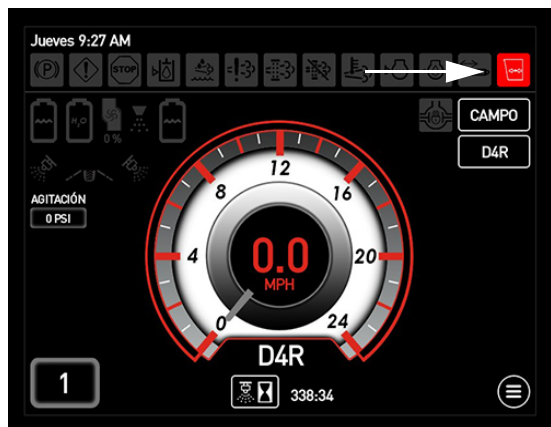 Jueves 9:27 AM
(P)
STOP
H₂O
0 %
CAMPO
D4R
AGITACIÓN
0 PSI
12
8
16
4
20
0
24
0.0
MPH
D4R
1
338:34